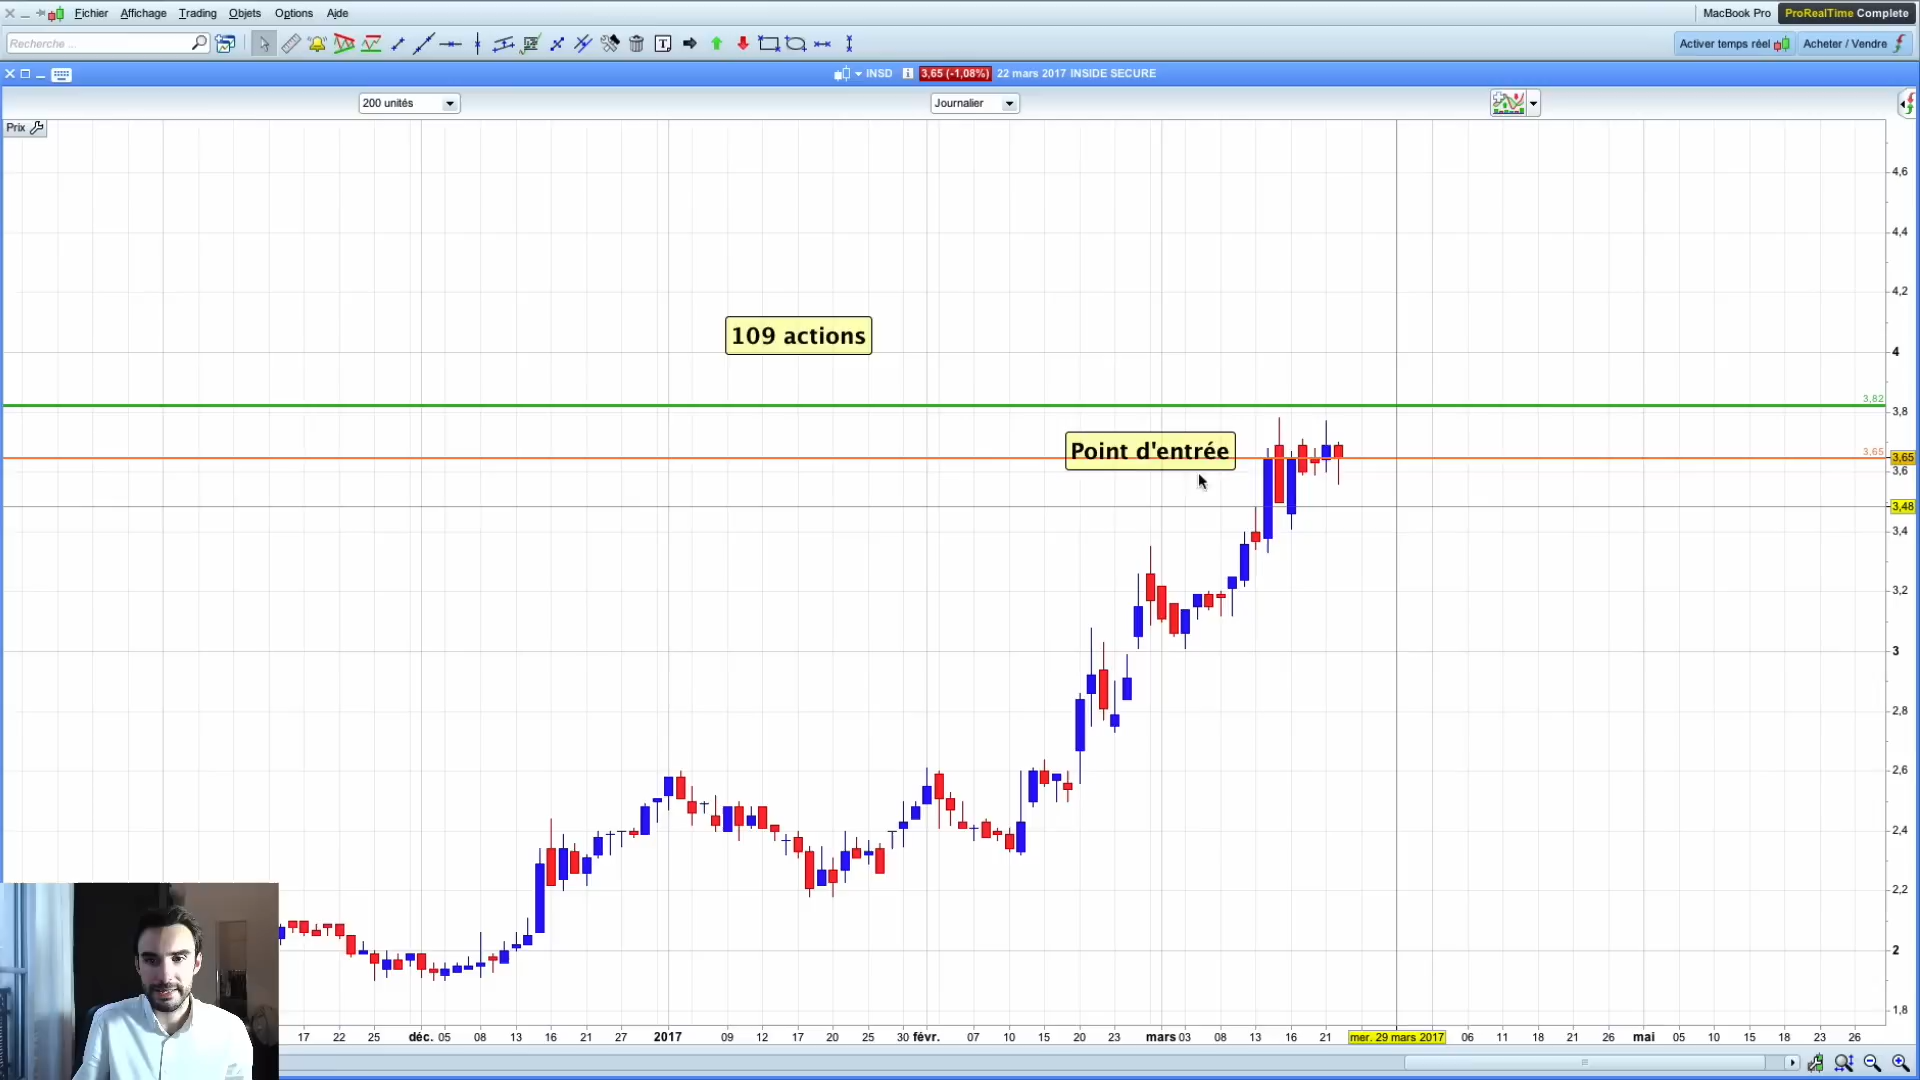 Fichier Affichage Trading Objets Options Ajde MacBook Pro ProRealTime Complete
Recherche ... T Activer temps réel Acheter / Vendre
INSD i 3,65 (-1,08%) 22 mars 2017 INSIDE SECURE
200 unités Journalier
Prix
4,6
4,4
4,2
109 actions
4
3,82
3,8
Point d'entrée
3,65 3,65
3,6
3,48
3,4
3,2
3
2,8
2,6
2,4
2,2
2
1,8
17 22 25 déc. 05 08 13 16 21 27 2017 09 12 17 20 25 30 févr. 07 10 15 20 23 mars 03 08 13 16 21 mer. 29 mars 2017 06 11 18 21 26 mai 05 10 15 18 23 26